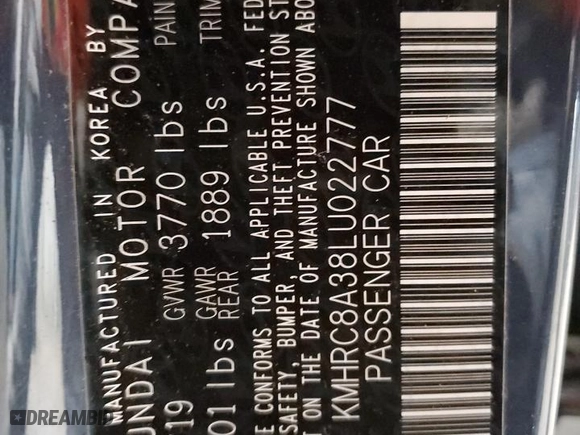 MANUFACTURED IN KOREA BY
UNDAI MOTOR COMPA
19 GVWR 3770 lbs PAIN
01 lbs GAWR REAR 1889 lbs TRIM
E CONFORMS TO ALL APPLICABLE U.S.A. FED
SAFETY, BUMPER, AND THEFT PREVENTION ST
ON THE DATE OF MANUFACTURE SHOWN ABO
KMHRC8A38LU022777
PASSENGER CAR
DREAMBID